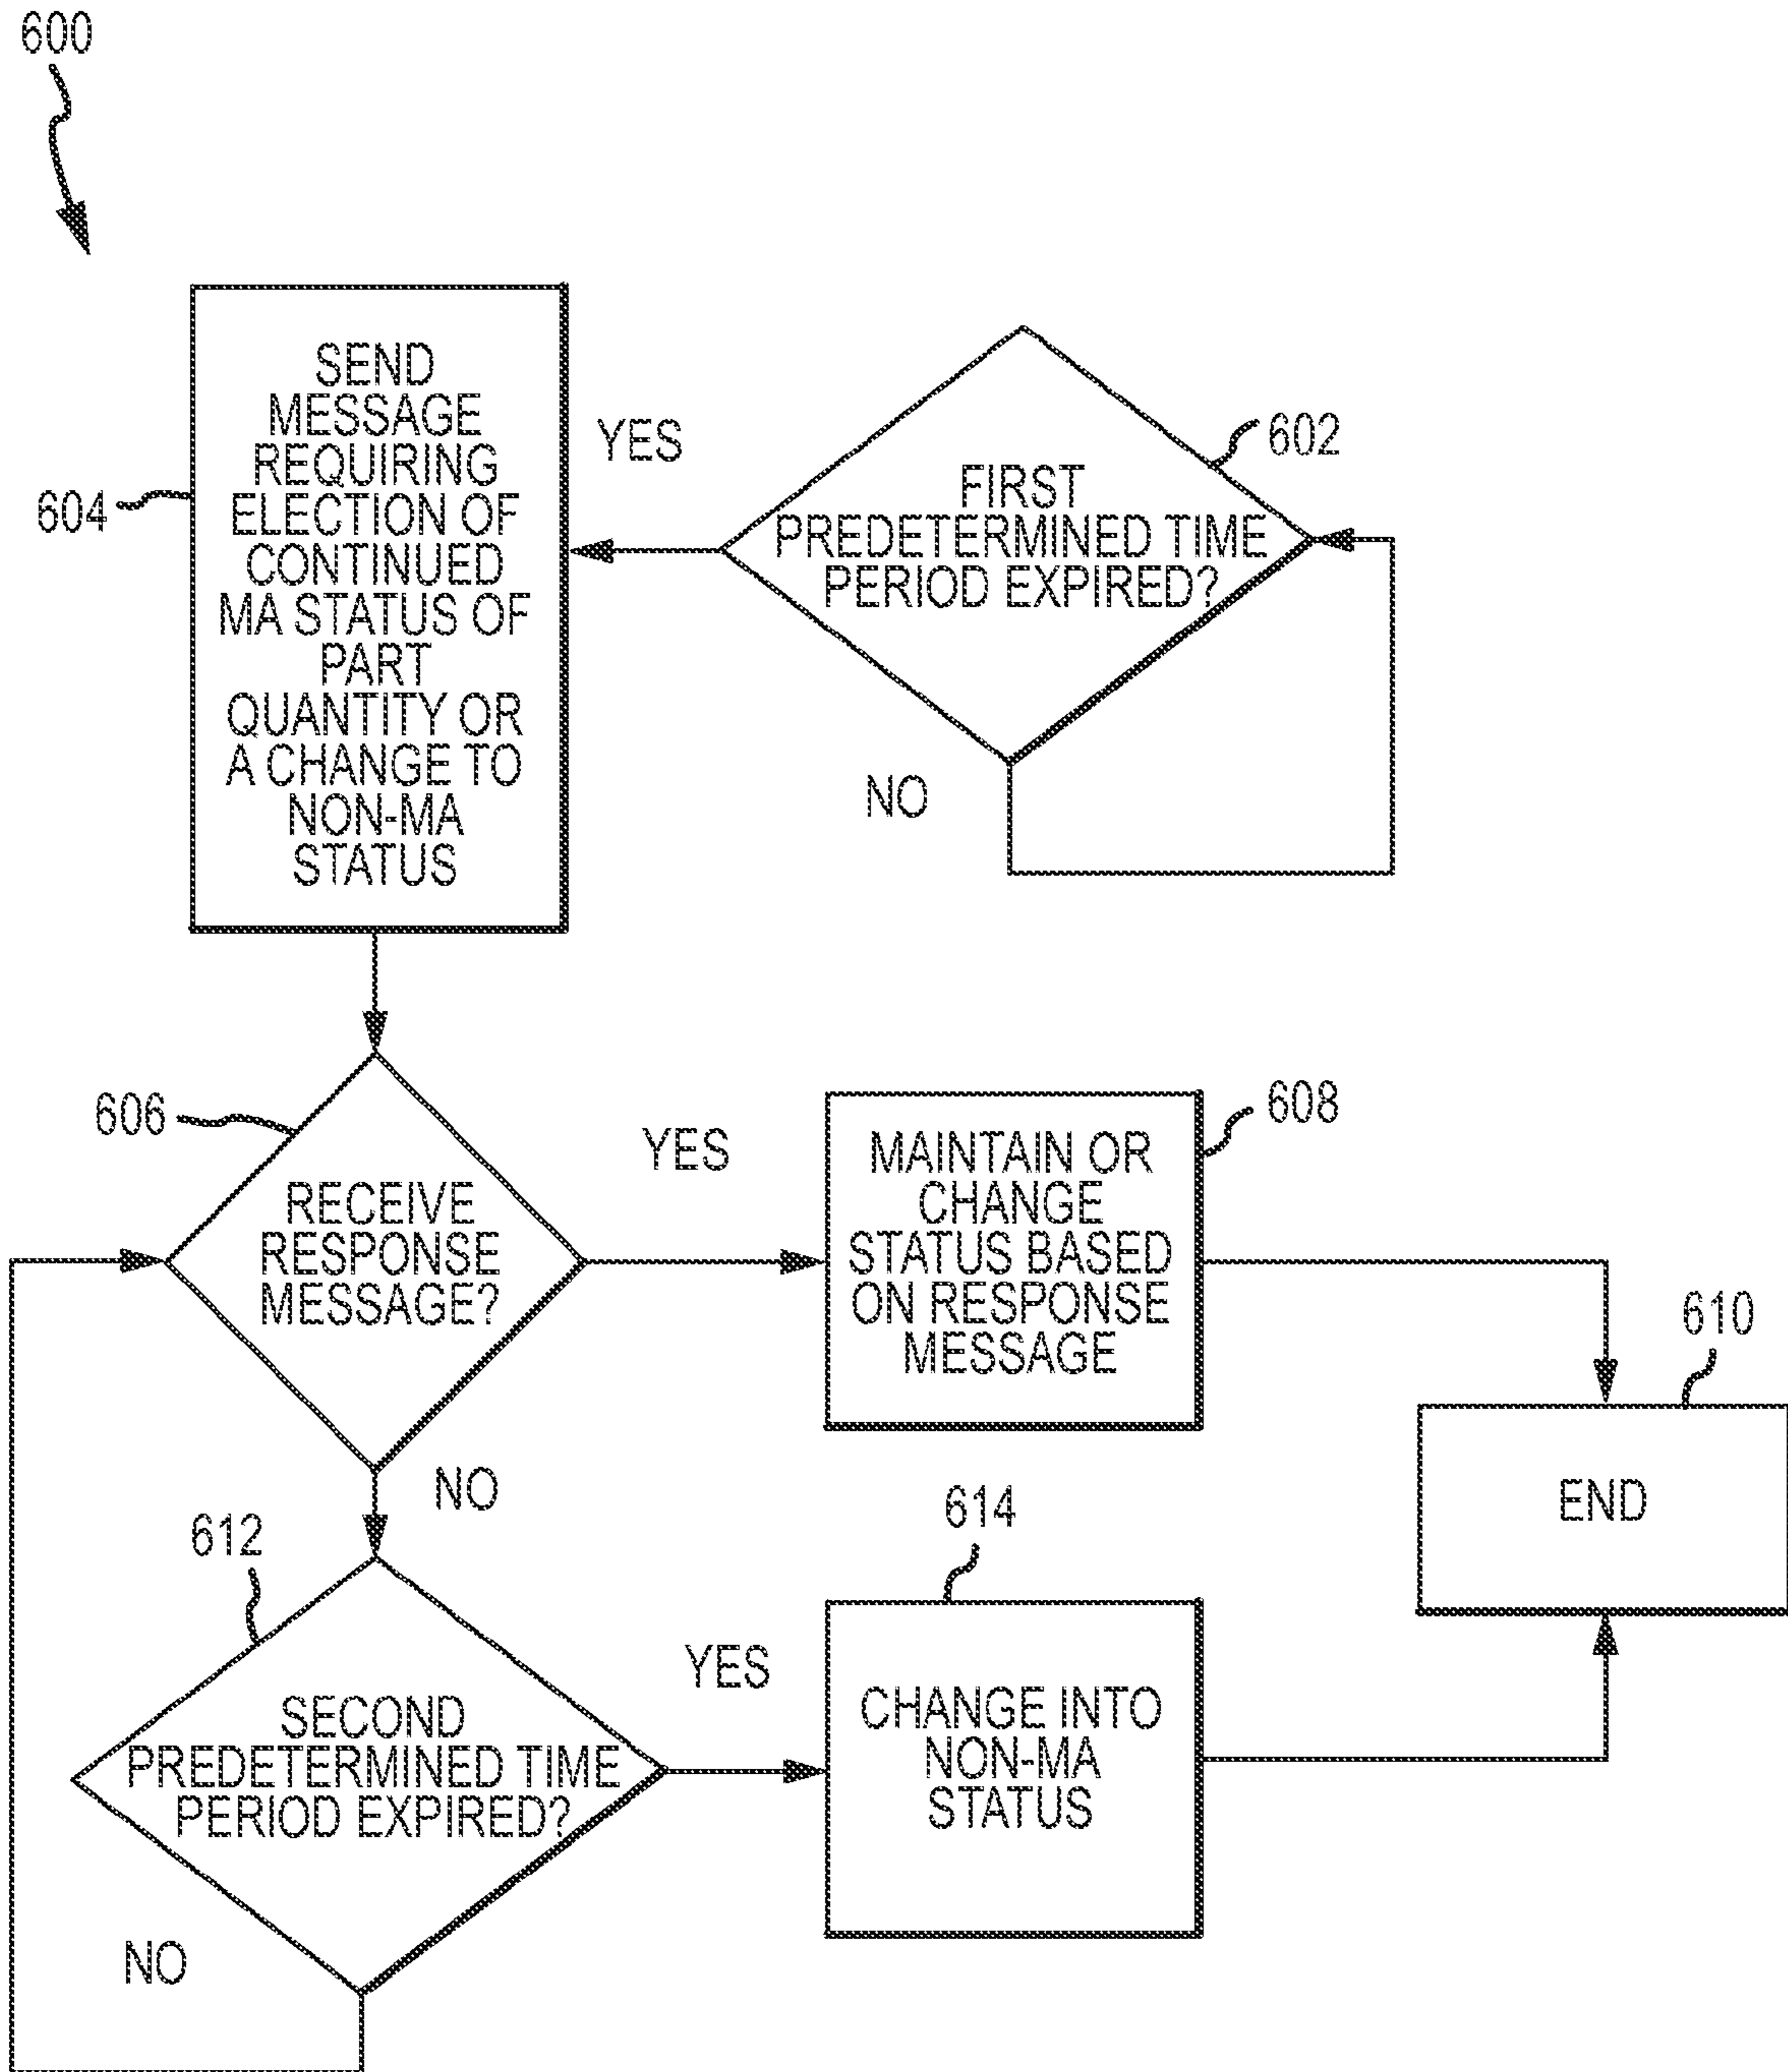 600
604
SEND
MESSAGE
REQUIRING
ELECTION OF
CONTINUED
MA STATUS OF
PART
QUANTITY OR
A CHANGE TO
NON-MA
STATUS
YES
602
FIRST
PREDETERMINED TIME
PERIOD EXPIRED?
NO
606
RECEIVE
RESPONSE
MESSAGE?
YES
608
MAINTAIN OR
CHANGE
STATUS BASED
ON RESPONSE
MESSAGE
610
END
NO
612
SECOND
PREDETERMINED TIME
PERIOD EXPIRED?
YES
614
CHANGE INTO
NON-MA
STATUS
NO